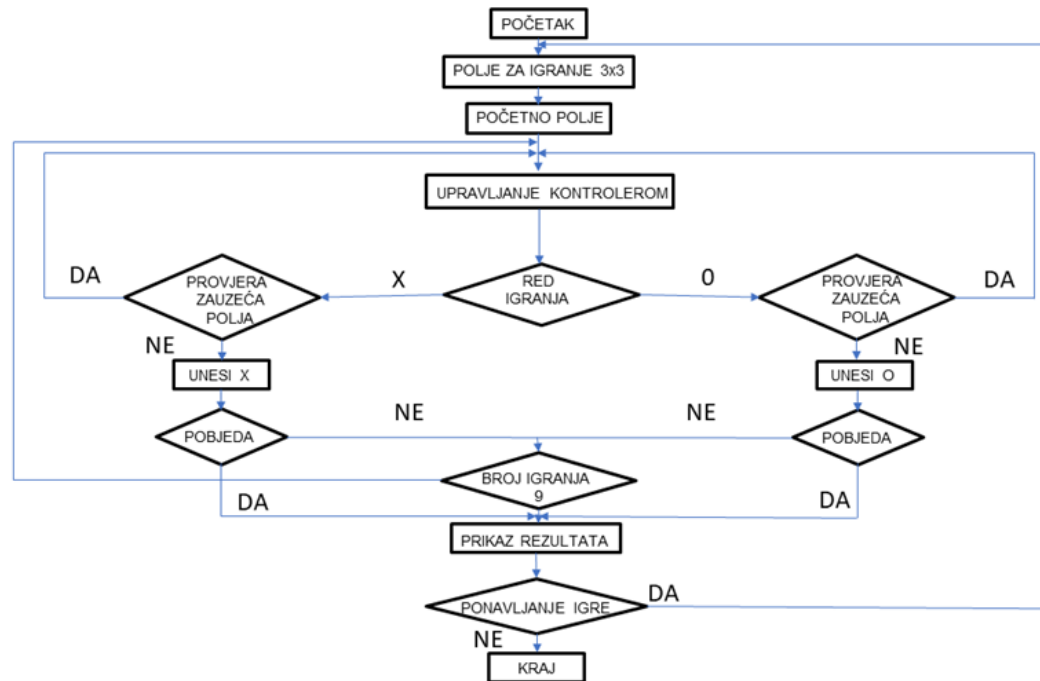 POČETAK
POLJE ZA IGRANJE 3x3
POČETNO POLJE
UPRAVLJANJE KONTROLEROM
DA
PROVJERA
ZAUZEĆA
POLJA
X
RED
IGRANJA
0
PROVJERA
ZAUZEĆA
POLJA
DA
NE
NE
UNESI X
UNESI O
NE
NE
POBJEDA
POBJEDA
BROJ IGRANJA
9
DA
DA
PRIKAZ REZULTATA
PONAVLJANJE IGRE
DA
NE
KRAJ